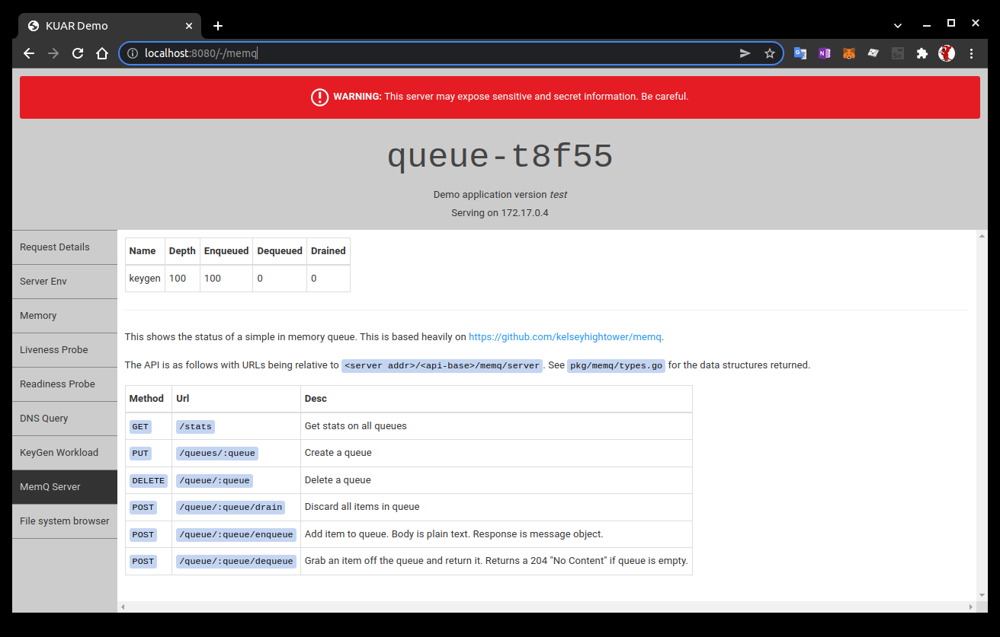 KUAR Demo
localhost:8080/-/memq
WARNING: This server may expose sensitive and secret information. Be careful.
queue-t8f55
Demo application version test
Serving on 172.17.0.4
Request Details
Server Env
Memory
Liveness Probe
Readiness Probe
DNS Query
KeyGen Workload
MemQ Server
File system browser
Name Depth Enqueued Dequeued Drained
keygen 100 100 0 0
This shows the status of a simple in memory queue. This is based heavily on https://github.com/kelseyhightower/memq.
The API is as follows with URLs being relative to <server addr>/<api-base>/memq/server. See pkg/memq/types.go for the data structures returned.
Method Url Desc
GET /stats Get stats on all queues
PUT /queues/:queue Create a queue
DELETE /queue/:queue Delete a queue
POST /queue/:queue/drain Discard all items in queue
POST /queue/:queue/enqueue Add item to queue. Body is plain text. Response is message object.
POST /queue/:queue/dequeue Grab an item off the queue and return it. Returns a 204 "No Content" if queue is empty.